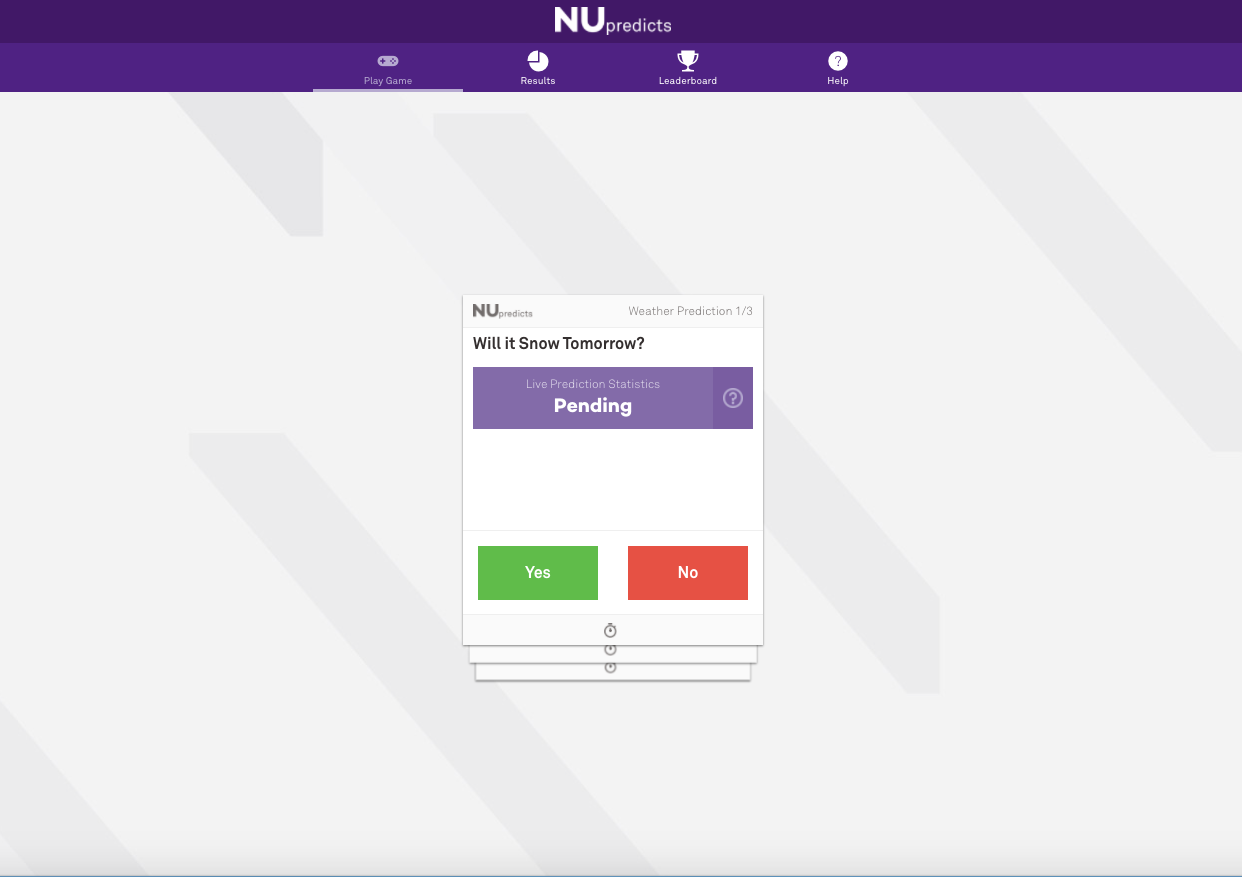 NUpredicts
Play Game
Results
Leaderboard
? Help
NUpredicts
Weather Prediction 1/3
Will it Snow Tomorrow?
Live Prediction Statistics
Pending
?
Yes
No